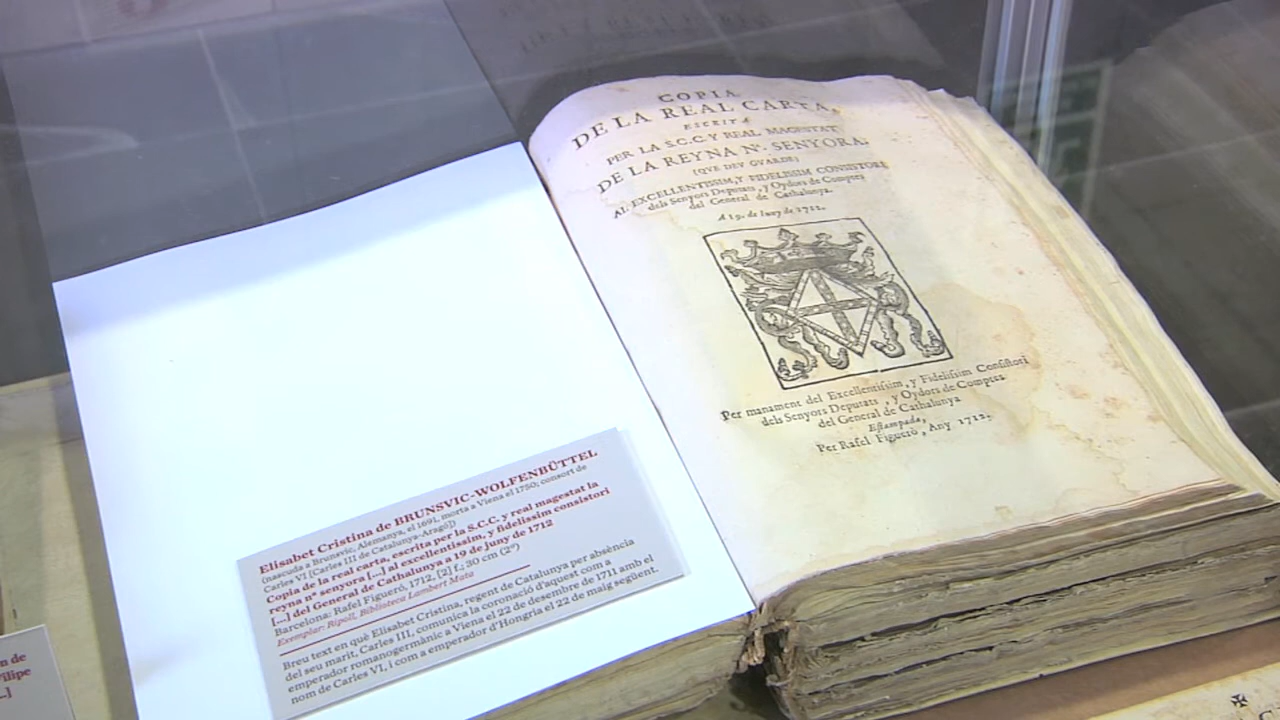 COPIA
DE LA REAL CARTA,
ESCRITA
PER LA S.C.C. Y REAL MAGESTAT,
DE LA REYNA Nª. SENYORA:
(QUE DEU GUARDE)
AL EXCELLENTISSIM, Y FIDELISSIM CONSISTORI
dels Senyors Deputats, y Oydors de Comptes
del General de Cathalunya.
A 19. de Iuny de 1712.
Per manament del Excellentissim, y Fidelissim Consistori
dels Senyors Deputats, y Oydors de Comptes
del General de Cathalunya
Estampada,
Per Rafel Figuerò, Any 1712.
Elisabet Cristina de BRUNSVIC-WOLFENBÜTTEL
(nascuda a Brunsvic, Alemanya, el 1691, morta a Viena el 1750; consort de
Carles VI [Carles III de Catalunya-Aragó])
Copia de la real carta, escrita per la S.C.C. y real magestat la
reyna nª senyora [...] al excellentissim, y fidelissim consistori
[...] del General de Cathalunya a 19 de juny de 1712
Barcelona: Rafel Figueró, 1712, [2] f.; 30 cm (2º)
Exemplar: Ripoll, Biblioteca Lambert Mata
Breu text en què Elisabet Cristina, regent de Catalunya per absència
del seu marit, Carles III, comunica la coronació d'aquest com a
emperador romanogermànic a Viena el 22 de desembre de 1711 amb el
nom de Carles VI, i com a emperador d'Hongria el 22 de maig següent.
n de
Filipe
...]